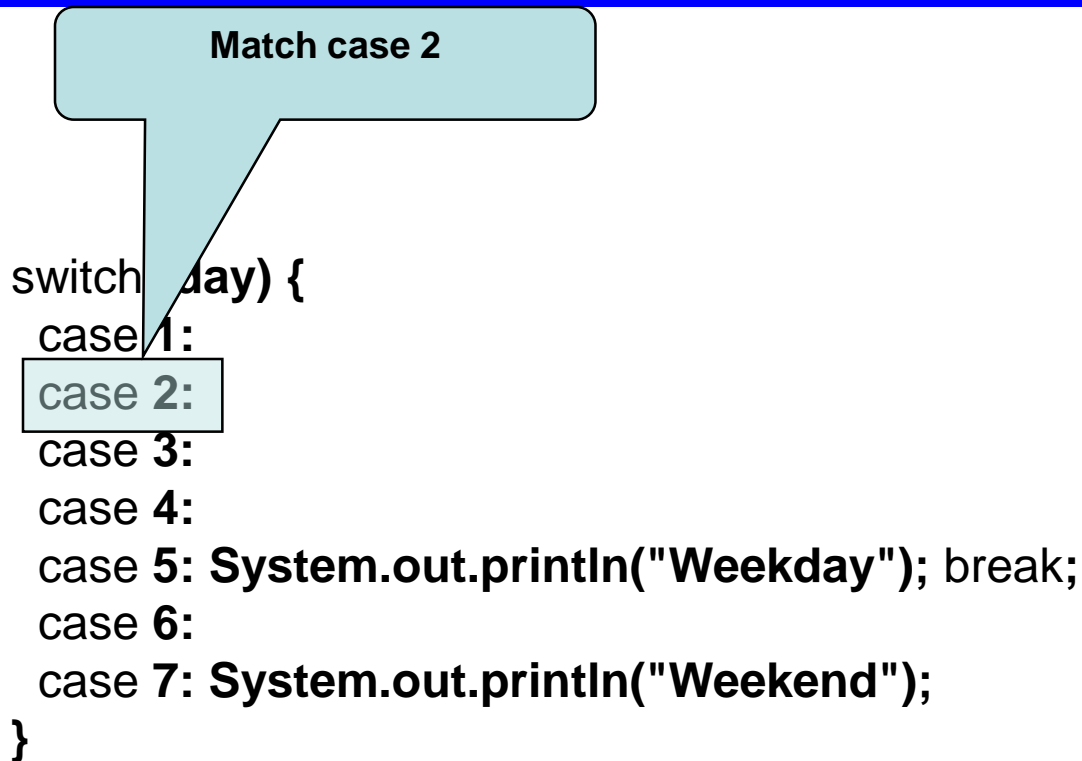 Match case 2
switch day) {
case 1:
case 2:
case 3:
case 4:
case 5: System.out.println("Weekday"); break;
case 6:
case 7: System.out.println("Weekend");
}